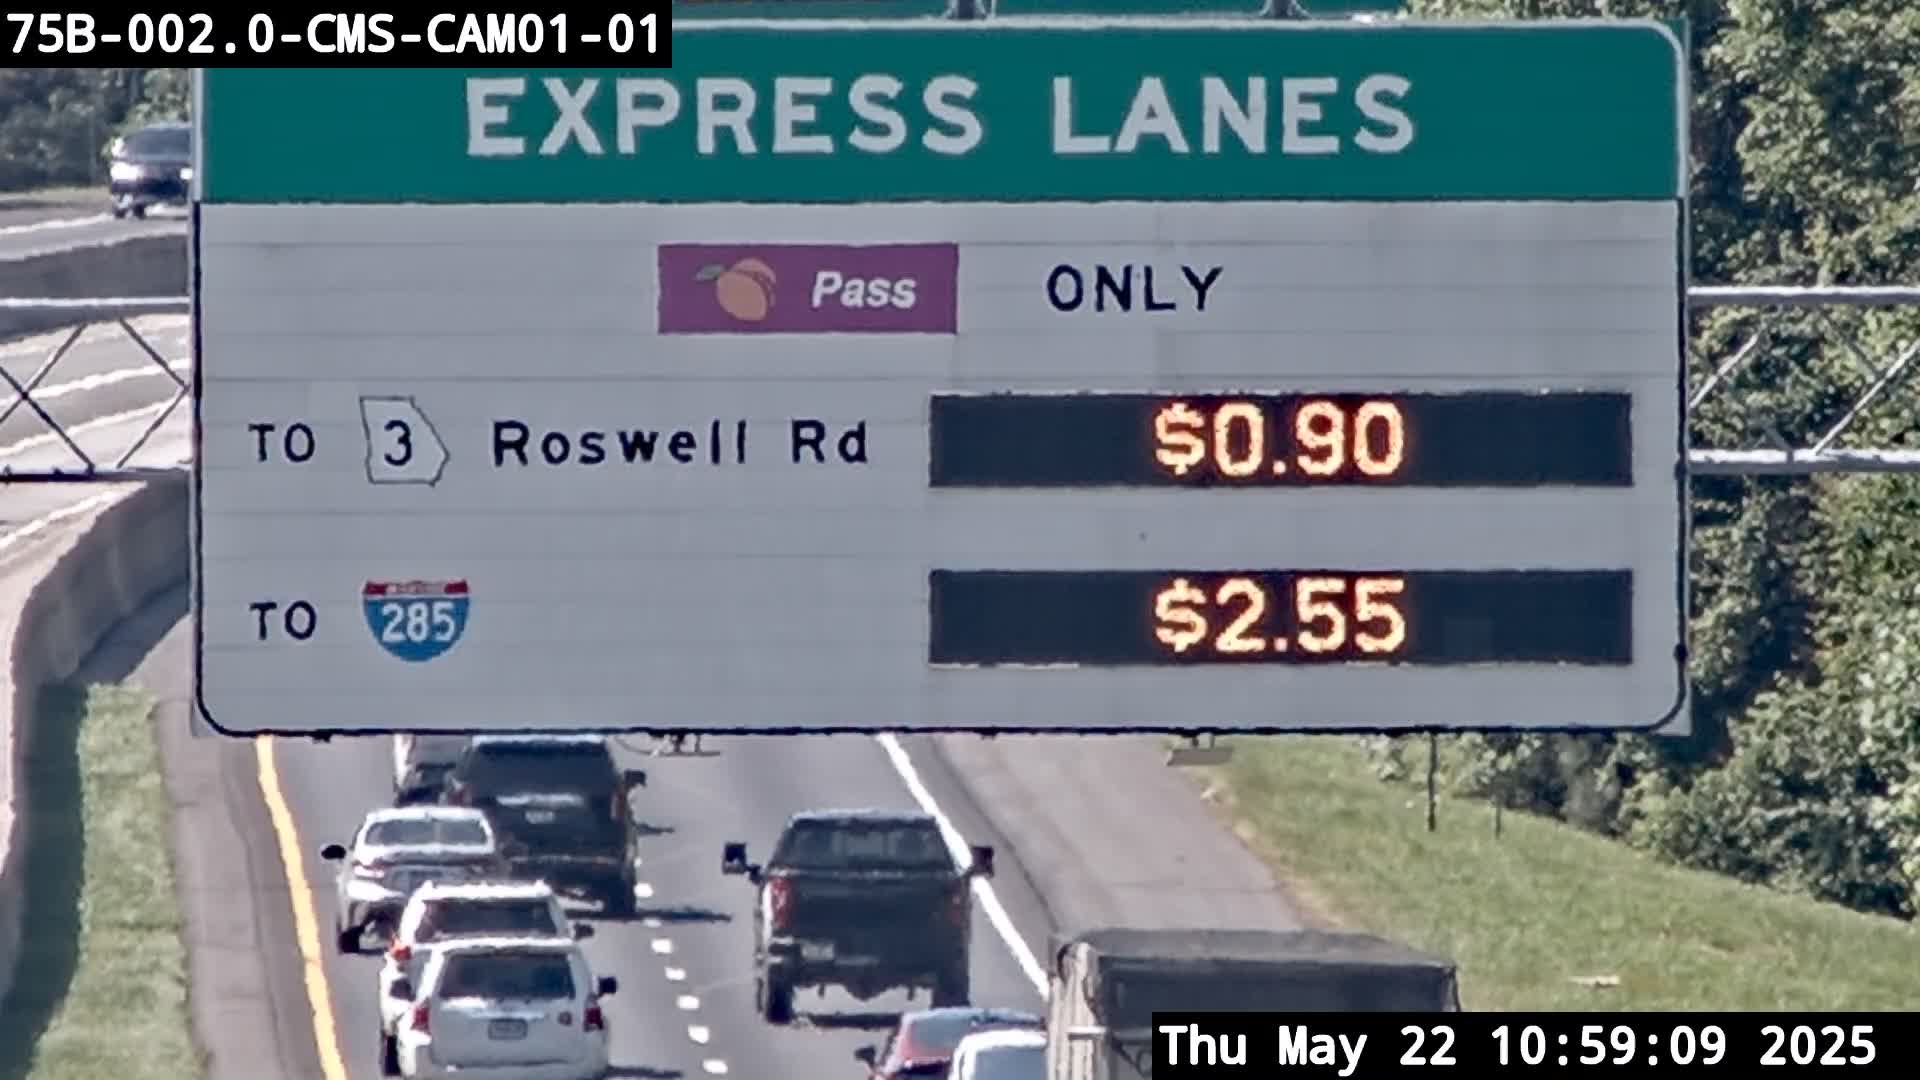 75B-002.0-CMS-CAM01-01
EXPRESS LANES
Pass ONLY
TO 3 Roswell Rd $0.90
TO 285 $2.55
Thu May 22 10:59:09 2025